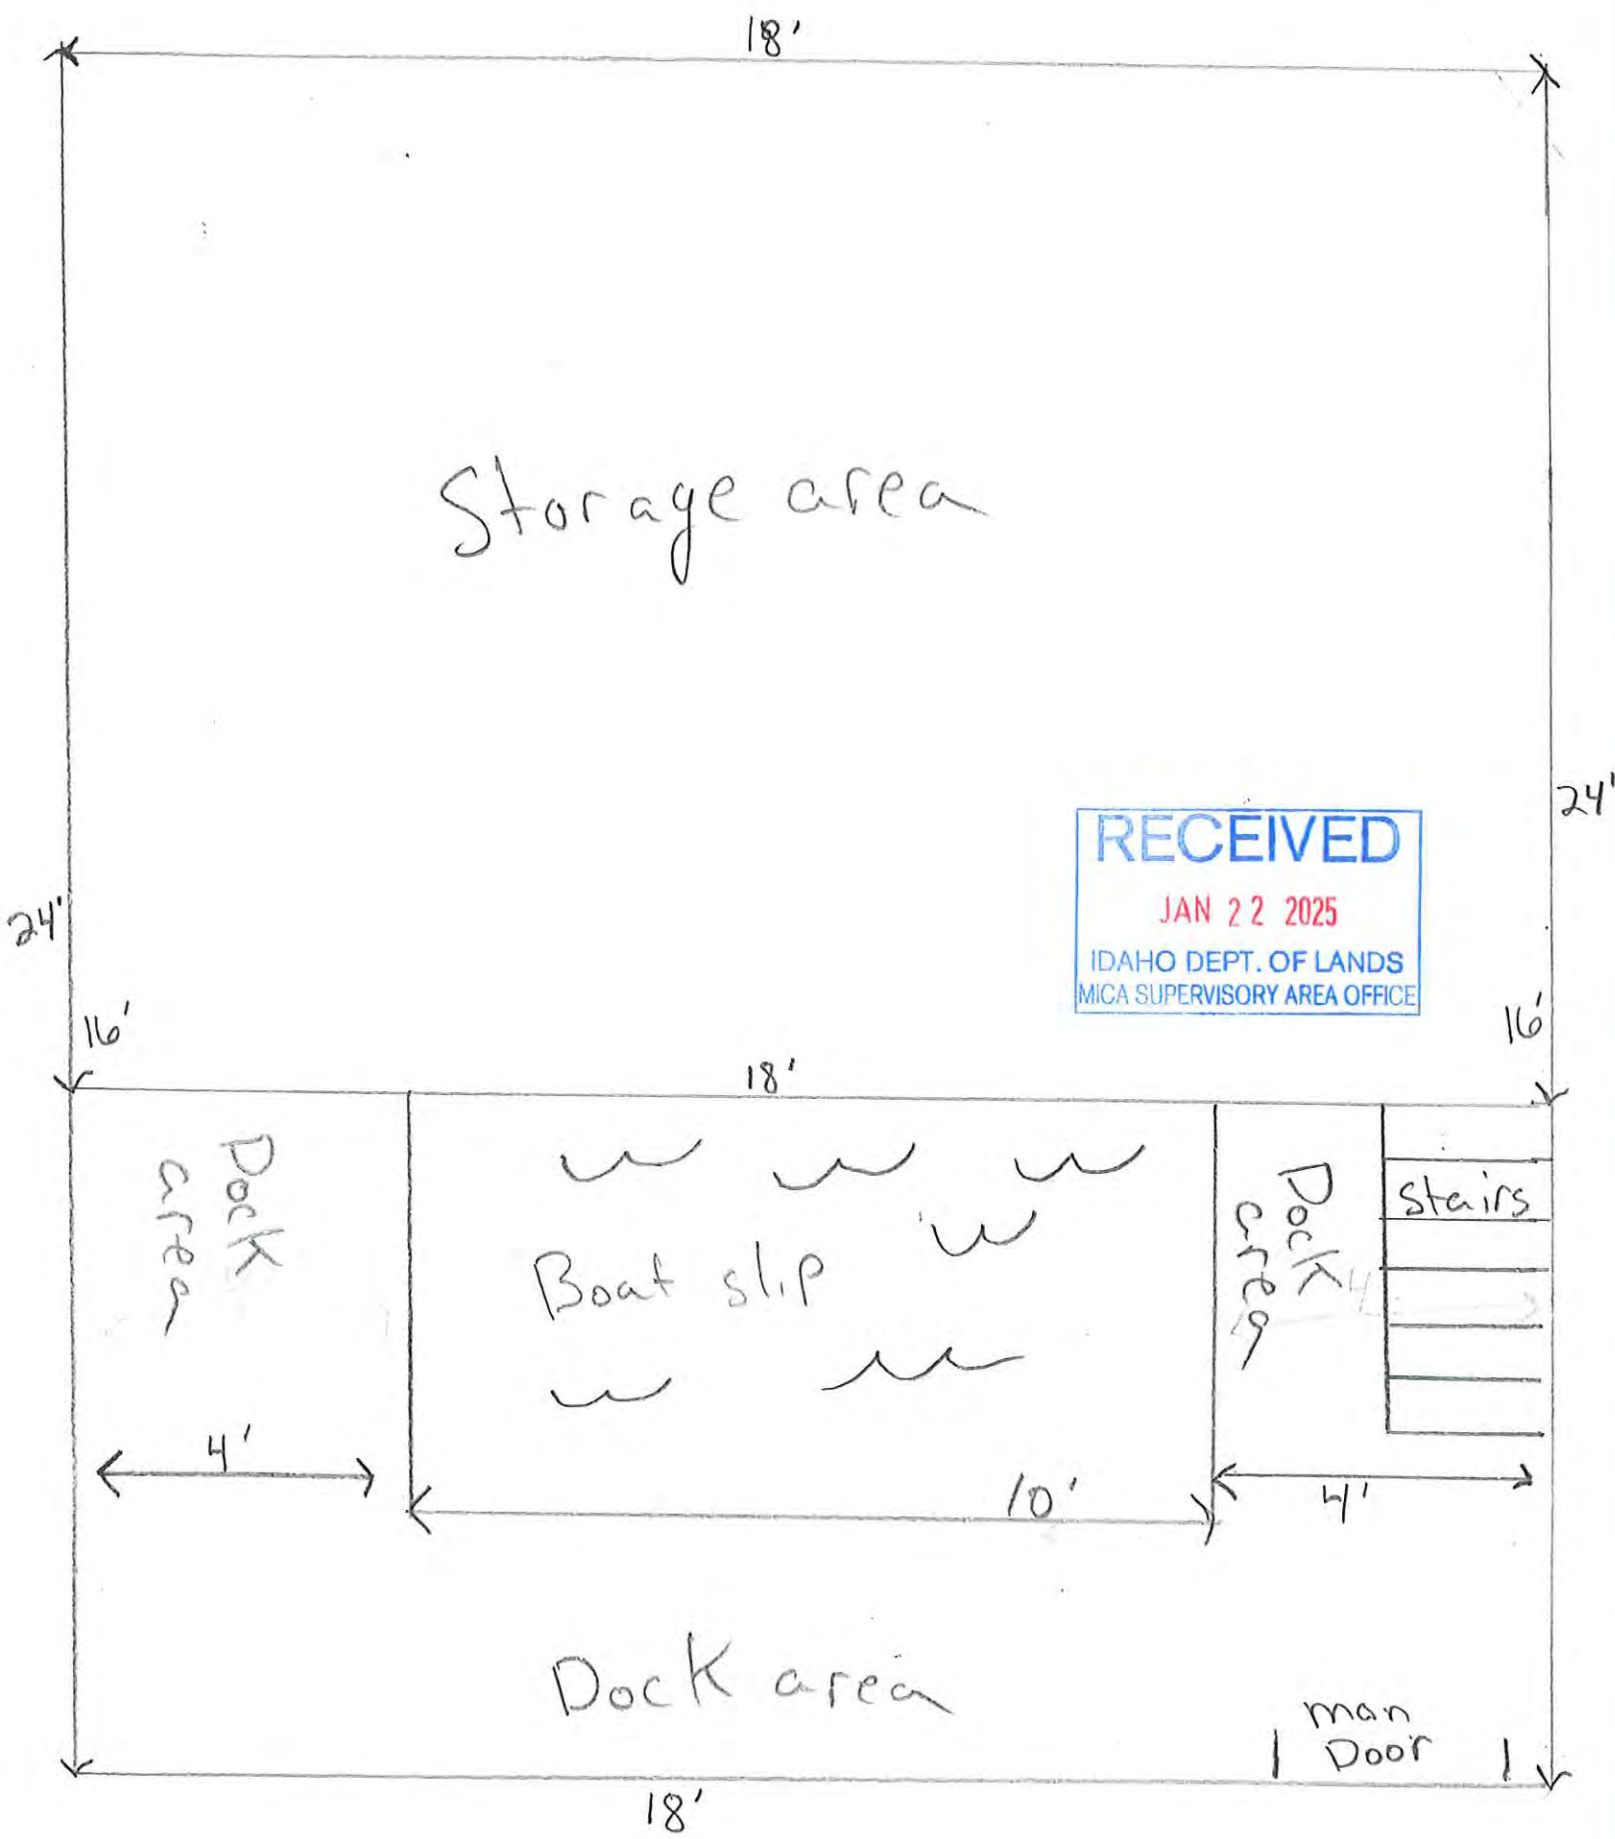 18'
Storage area
24'
RECEIVED
JAN 22 2025
IDAHO DEPT. OF LANDS
MICA SUPERVISORY AREA OFFICE
24'
16'
16'
18'
Dock
area
Boat slip
Dock
area
stairs
4
4'
10'
4'
Dock area
man
Door
18'